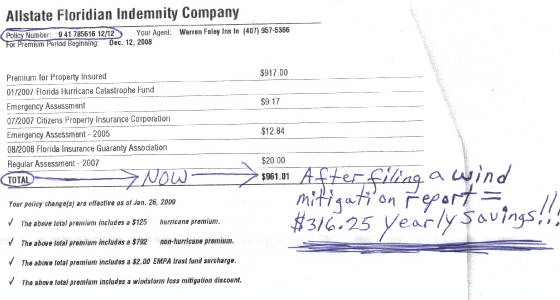 Allstate Floridian Indemnity Company
Policy Number: 9 41 785616 12/12 Your Agent: Warren Foley Ins In (407) 957-5386
For Premium Period Beginning: Dec. 12, 2008
Premium for Property Insured $917.00
01/2007 Florida Hurricane Catastrophe Fund
Emergency Assessment $9.17
07/2007 Citizens Property Insurance Corporation
Emergency Assessment - 2005 $12.84
08/2008 Florida Insurance Guaranty Association
Regular Assessment - 2007 $20.00
TOTAL NOW $961.01
After filing a wind
mitigation report =
$316.25 yearly savings!!!
Your policy change(s) are effective as of Jan. 26, 2009
✓ The above total premium includes a $125 hurricane premium.
✓ The above total premium includes a $792 non-hurricane premium.
✓ The above total premium includes a $2.00 EMPA trust fund surcharge.
✓ The above total premium includes a windstorm loss mitigation discount.